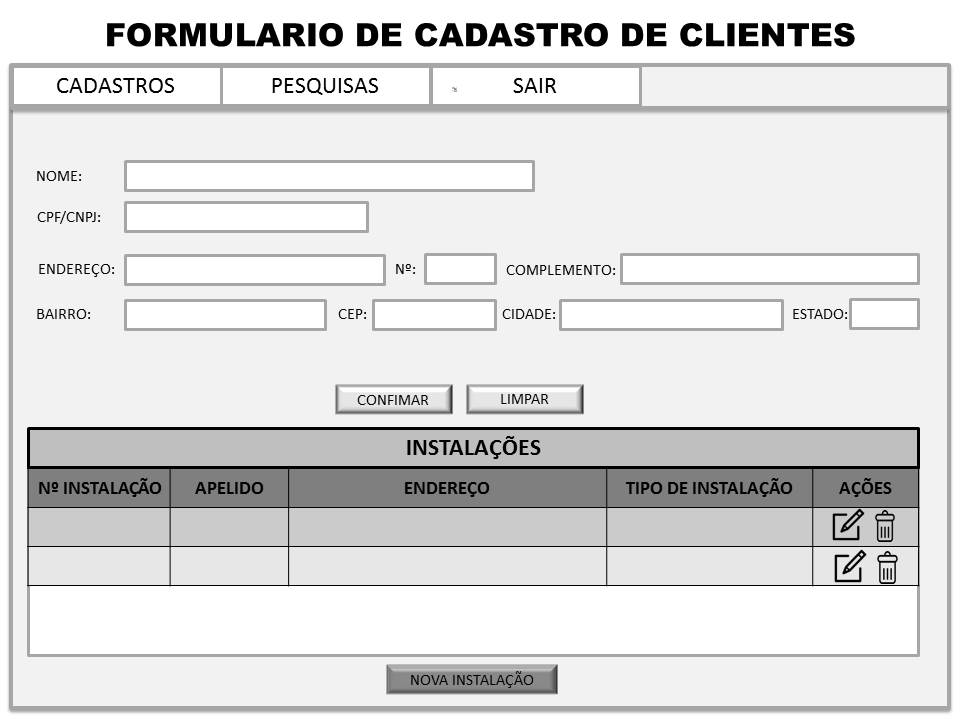 FORMULARIO DE CADASTRO DE CLIENTES
CADASTROS PESQUISAS SAIR
NOME:
CPF/CNPJ:
ENDEREÇO: Nº: COMPLEMENTO:
BAIRRO: CEP: CIDADE: ESTADO:
CONFIMAR LIMPAR
INSTALAÇÕES
Nº INSTALAÇÃO APELIDO ENDEREÇO TIPO DE INSTALAÇÃO AÇÕES
NOVA INSTALAÇÃO